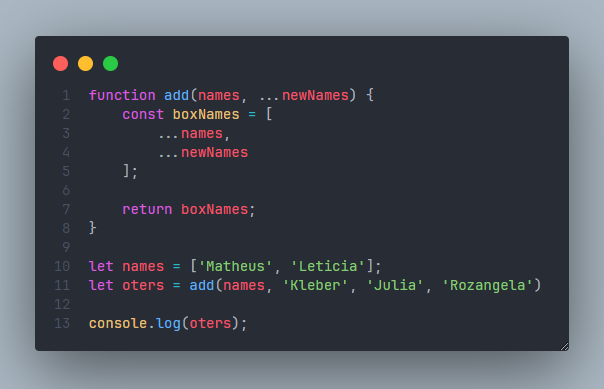 1 function add(names, ...newNames) {
2     const boxNames = [
3         ...names,
4         ...newNames
5     ];
6
7     return boxNames;
8 }
9
10 let names = ['Matheus', 'Leticia'];
11 let oters = add(names, 'Kleber', 'Julia', 'Rozangela')
12
13 console.log(oters);